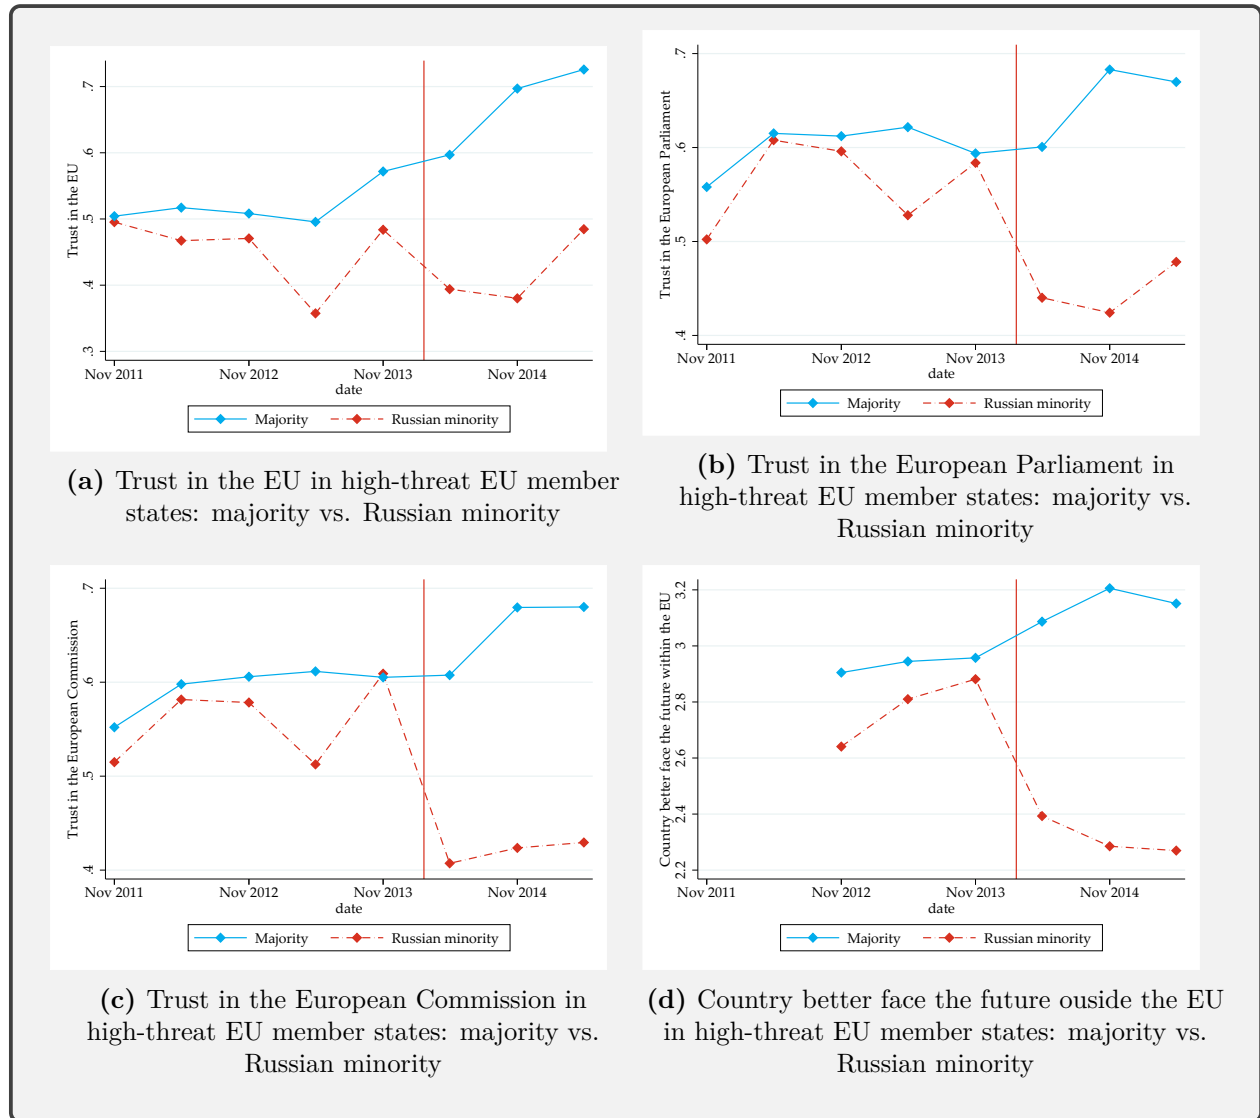 Trust in the EU
.7
.6
.5
.4
.3
Nov 2011 Nov 2012 Nov 2013 Nov 2014
date
Majority Russian minority
(a) Trust in the EU in high-threat EU member
states: majority vs. Russian minority
Trust in the European Parliament
.7
.6
.5
.4
Nov 2011 Nov 2012 Nov 2013 Nov 2014
date
Majority Russian minority
(b) Trust in the European Parliament in
high-threat EU member states: majority vs.
Russian minority
Trust in the European Commission
.7
.6
.5
.4
Nov 2011 Nov 2012 Nov 2013 Nov 2014
date
Majority Russian minority
(c) Trust in the European Commission in
high-threat EU member states: majority vs.
Russian minority
Country better face the future within the EU
3.2
3
2.8
2.6
2.4
2.2
Nov 2011 Nov 2012 Nov 2013 Nov 2014
date
Majority Russian minority
(d) Country better face the future ouside the EU
in high-threat EU member states: majority vs.
Russian minority